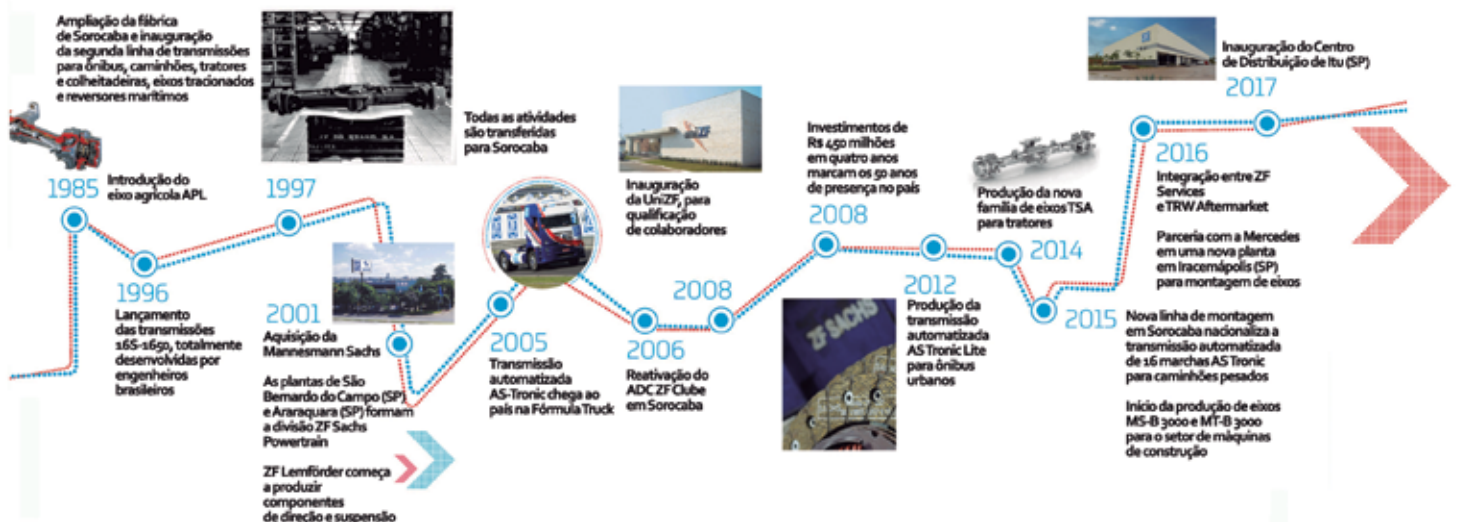 Ampliação da fábrica
de Sorocaba e inauguração
da segunda linha de transmissões
para ônibus, caminhões, tratores
e colheitadeiras, eixos tracionados
e reversores marítimos
1985
Introdução do
eixo agrícola APL
1996
Lançamento
das transmissões
16S-1650, totalmente
desenvolvidas por
engenheiros
brasileiros
1997
2001
Aquisição da
Mannesmann Sachs
As plantas de São
Bernardo do Campo (SP)
e Araraquara (SP) formam
a divisão ZF Sachs
Powertrain
ZF Lemförder começa
a produzir
componentes
de direção e suspensão
Todas as atividades
são transferidas
para Sorocaba
2005
Transmissão
automatizada
AS-Tronic chega ao
país na Fórmula Truck
Inauguração
da UniZF, para
qualificação
de colaboradores
2006
Reativação do
ADC ZF Clube
em Sorocaba
2008
Investimentos de
R$ 450 milhões
em quatro anos
marcam os 50 anos
de presença no país
2008
ZF SACHS
2012
Produção da
transmissão
automatizada
AS Tronic Lite
para ônibus
urbanos
Produção da nova
família de eixos TSA
para tratores
2014
2015
Nova linha de montagem
em Sorocaba nacionaliza a
transmissão automatizada
de 16 marchas AS Tronic
para caminhões pesados
Início da produção de eixos
MS-B 3000 e MT-B 3000
para o setor de máquinas
de construção
2016
Integração entre ZF
Services
e TRW Aftermarket
Parceria com a Mercedes
em uma nova planta
em Iracemápolis (SP)
para montagem de eixos
Inauguração do Centro
de Distribuição de Itu (SP)
2017